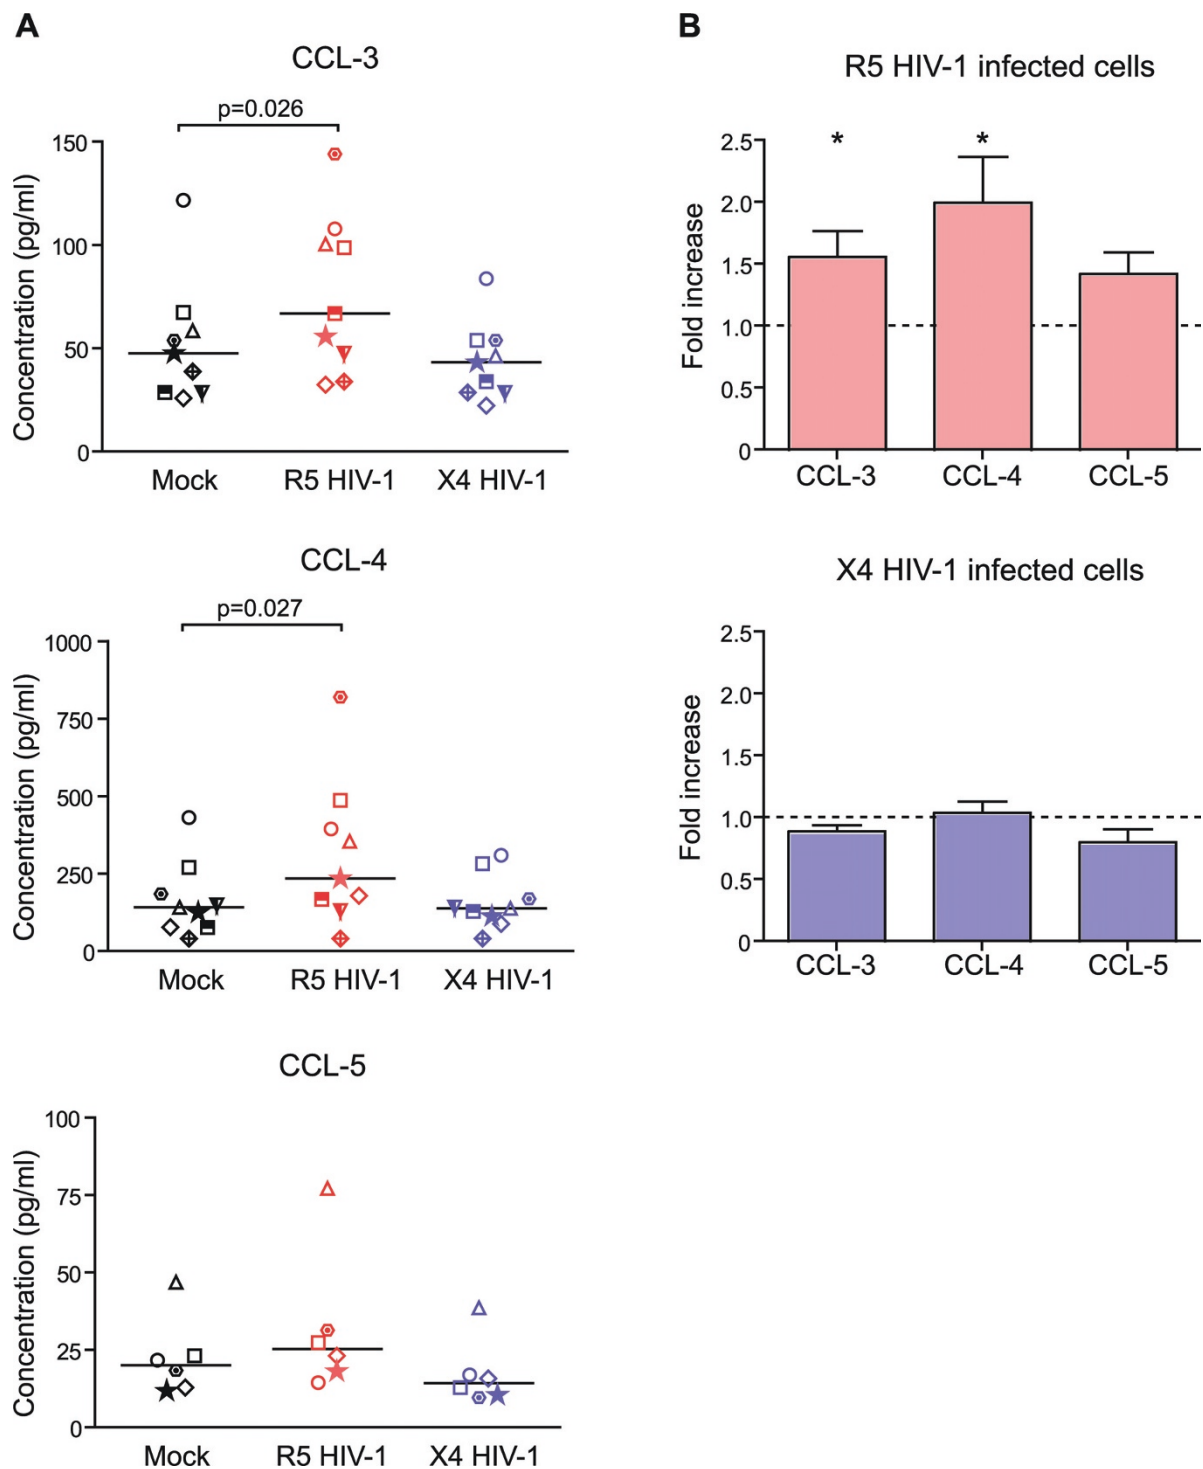 A
CCL-3
p=0.026
Concentration (pg/ml)
150
100
50
0
Mock R5 HIV-1 X4 HIV-1
CCL-4
p=0.027
Concentration (pg/ml)
1000
750
500
250
0
Mock R5 HIV-1 X4 HIV-1
CCL-5
Concentration (pg/ml)
100
75
50
25
0
Mock R5 HIV-1 X4 HIV-1
B
R5 HIV-1 infected cells
Fold increase
2.5
2.0
1.5
1.0
0.5
0
* *
CCL-3 CCL-4 CCL-5
X4 HIV-1 infected cells
Fold increase
2.5
2.0
1.5
1.0
0.5
0
CCL-3 CCL-4 CCL-5